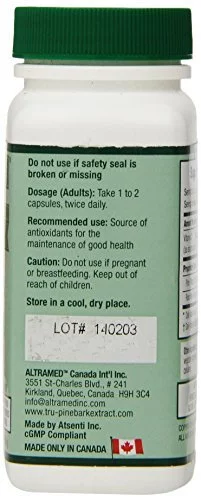 Do not use if safety seal is
broken or missing
Dosage (Adults): Take 1 to 2
capsules, twice daily.
Recommended use: Source of
antioxidants for the
maintenance of good health
Caution: Do not use if pregnant
or breastfeeding. Keep out of
reach of children.
Store in a cool, dry place.
LOT# 140203
ALTRAMED™ Canada Int'l Inc.
3551 St-Charles Blvd., # 241
Kirkland, Quebec, Canada H9H 3C4
info@altramedinc.com
www.tru-pinebarkextract.com
Made by Atsenti Inc.
cGMP Compliant
MADE ONLY IN CANADA